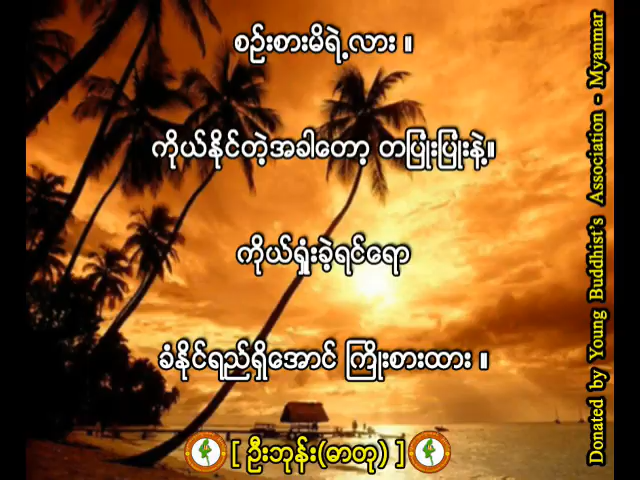 စဉ်းစားမိရဲ့လား ။
ကိုယ်နိုင်တဲ့အခါတော့ တပြုံးပြုံးနဲ့။
ကိုယ်ရှုံးခဲ့ရင်ရော
ခံနိုင်ရည်ရှိအောင် ကြိုးစားထား ။
[ ဦးဘုန်း(ဓာတု) ]
Donated by Young Buddhist's Association - Myanmar